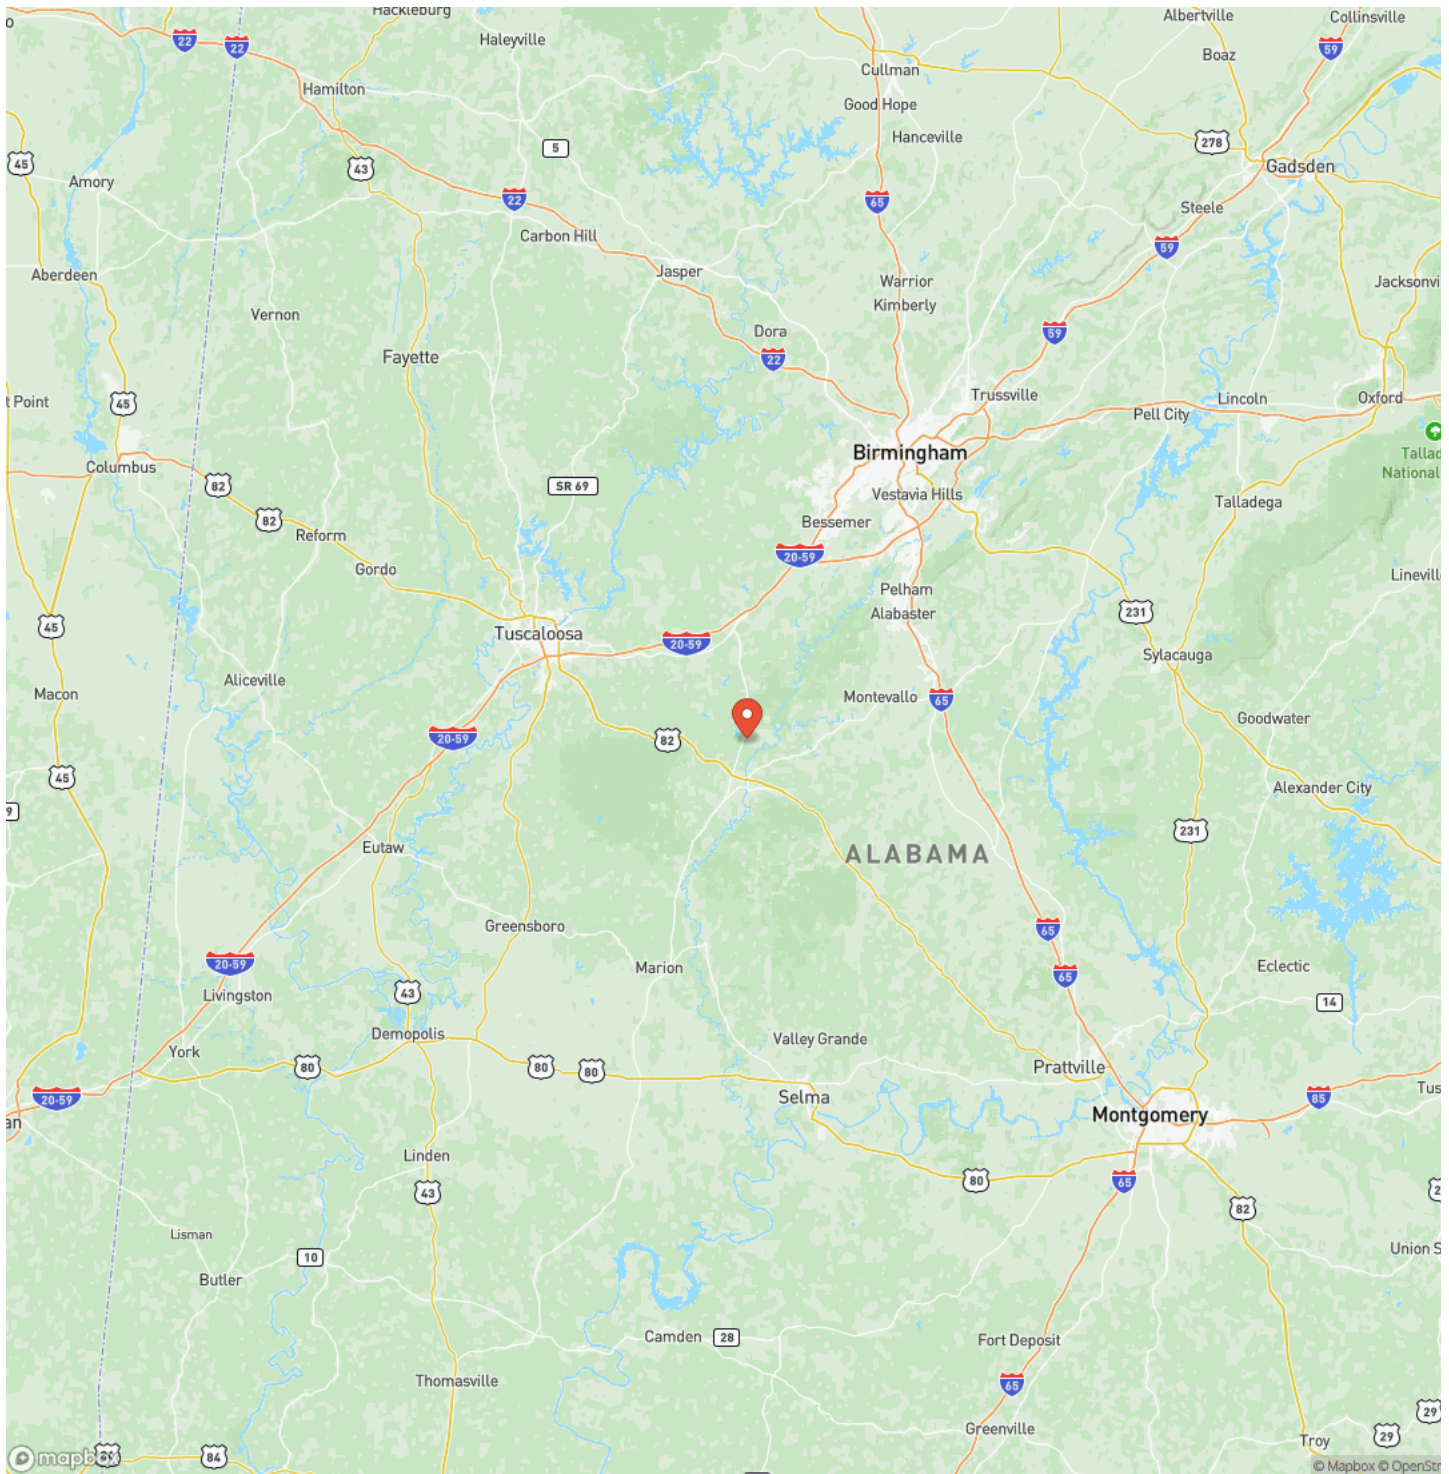 Hackleburg
Albertville
Collinsville
22
22
Haleyville
59
Boaz
Cullman
Hamilton
Good Hope
Hanceville
278
5
45
43
Gadsden
Amory
22
65
Steele
Carbon Hill
59
Jasper
Aberdeen
Warrior
Kimberly
Vernon
Dora
59
Fayette
22
Trussville
Lincoln
Oxford
t Point
45
Pell City
Birmingham
Columbus
82
SR 69
Vestavia Hills
Talladega
82
Bessemer
Reform
20-59
Gordo
Pelham
Alabaster
231
45
Tuscaloosa
20-59
Sylacauga
Aliceville
Macon
Montevallo
65
Goodwater
82
20-59
45
Alexander City
9
231
Eutaw
ALABAMA
Greensboro
65
20-59
Marion
65
Eclectic
Livingston
43
14
Demopolis
Valley Grande
York
80
80
80
Prattville
20-59
Selma
85
Montgomery
Linden
43
80
65
82
Lisman
10
Butler
Camden
28
Fort Deposit
Thomasville
65
29
Greenville
29
Troy
84
mapbox
© Mapbox © OpenStr